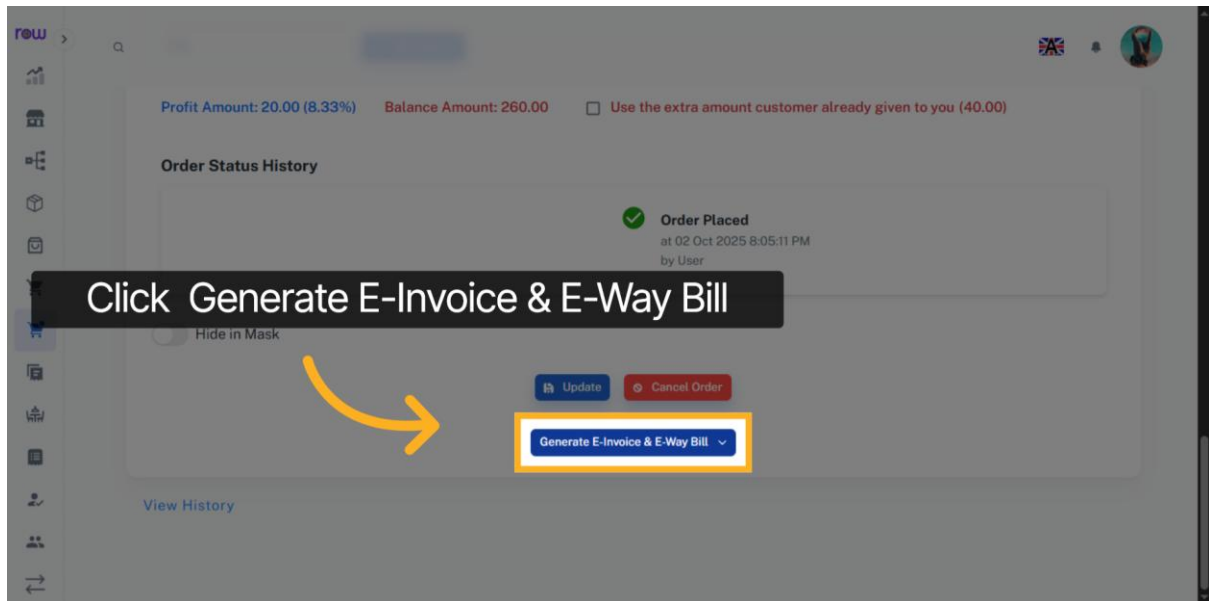 row
Profit Amount: 20.00 (8.33%) Balance Amount: 260.00 Use the extra amount customer already given to you (40.00)
Order Status History
Order Placed
at 02 Oct 2025 8:05:11 PM
by User
Click Generate E-Invoice & E-Way Bill
Hide in Mask
Update Cancel Order
Generate E-Invoice & E-Way Bill
View History